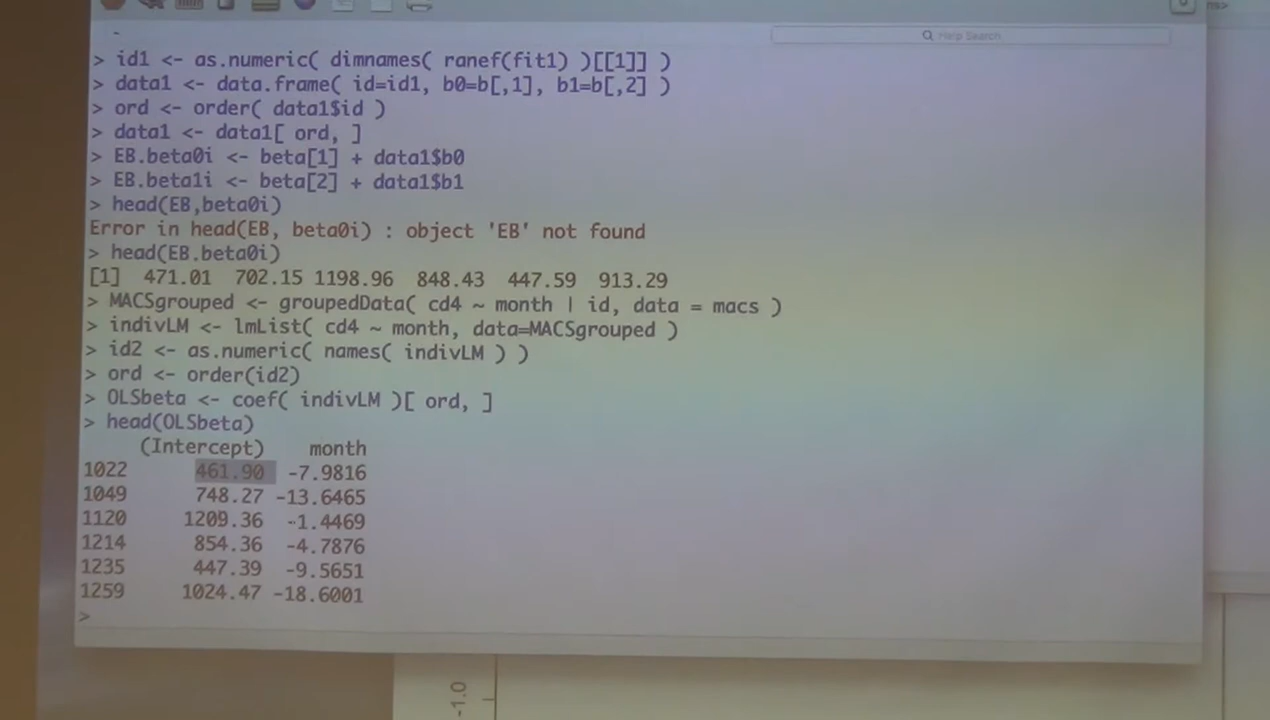 Help Search
> id1 <- as.numeric( dimnames( ranef(fit1) )[[1]] )
> data1 <- data.frame( id=id1, b0=b[,1], b1=b[,2] )
> ord <- order( data1$id )
> data1 <- data1[ ord, ]
> EB.beta0i <- beta[1] + data1$b0
> EB.beta1i <- beta[2] + data1$b1
> head(EB,beta0i)
Error in head(EB, beta0i) : object 'EB' not found
> head(EB.beta0i)
[1]  471.01  702.15 1198.96  848.43  447.59  913.29
> MACSgrouped <- groupedData( cd4 ~ month | id, data = macs )
> indivLM <- lmList( cd4 ~ month, data=MACSgrouped )
> id2 <- as.numeric( names( indivLM ) )
> ord <- order(id2)
> OLSbeta <- coef( indivLM )[ ord, ]
> head(OLSbeta)
(Intercept) month
1022 461.90 -7.9816
1049 748.27 -13.6465
1120 1209.36 -1.4469
1214 854.36 -4.7876
1235 447.39 -9.5651
1259 1024.47 -18.6001
>
-1.0